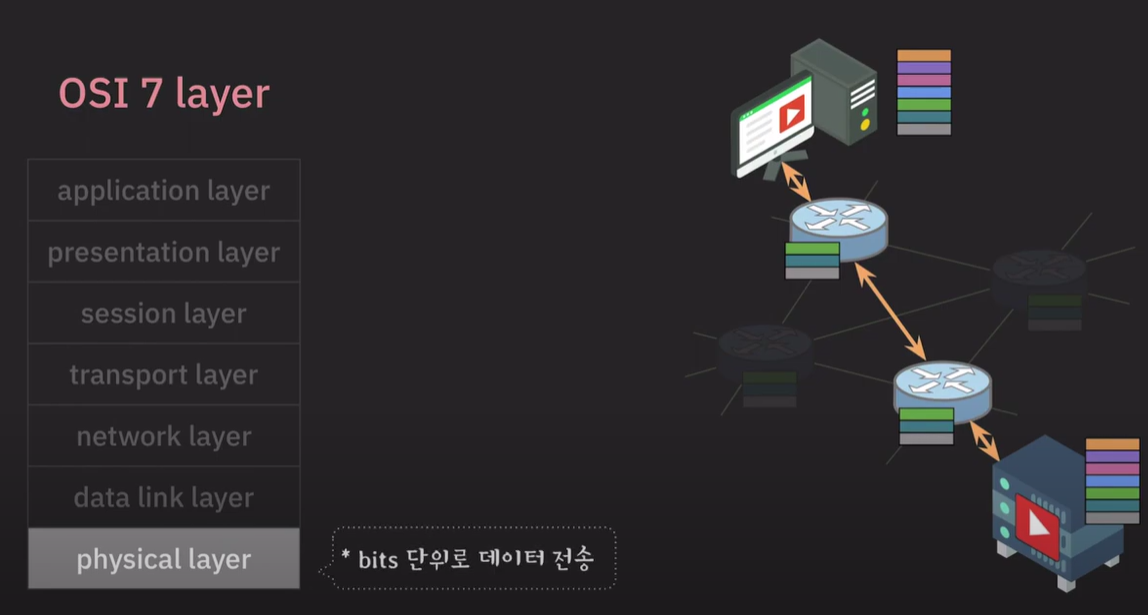 OSI 7 layer
application layer
presentation layer
session layer
transport layer
network layer
data link layer
physical layer
* bits 단위로 데이터 전송